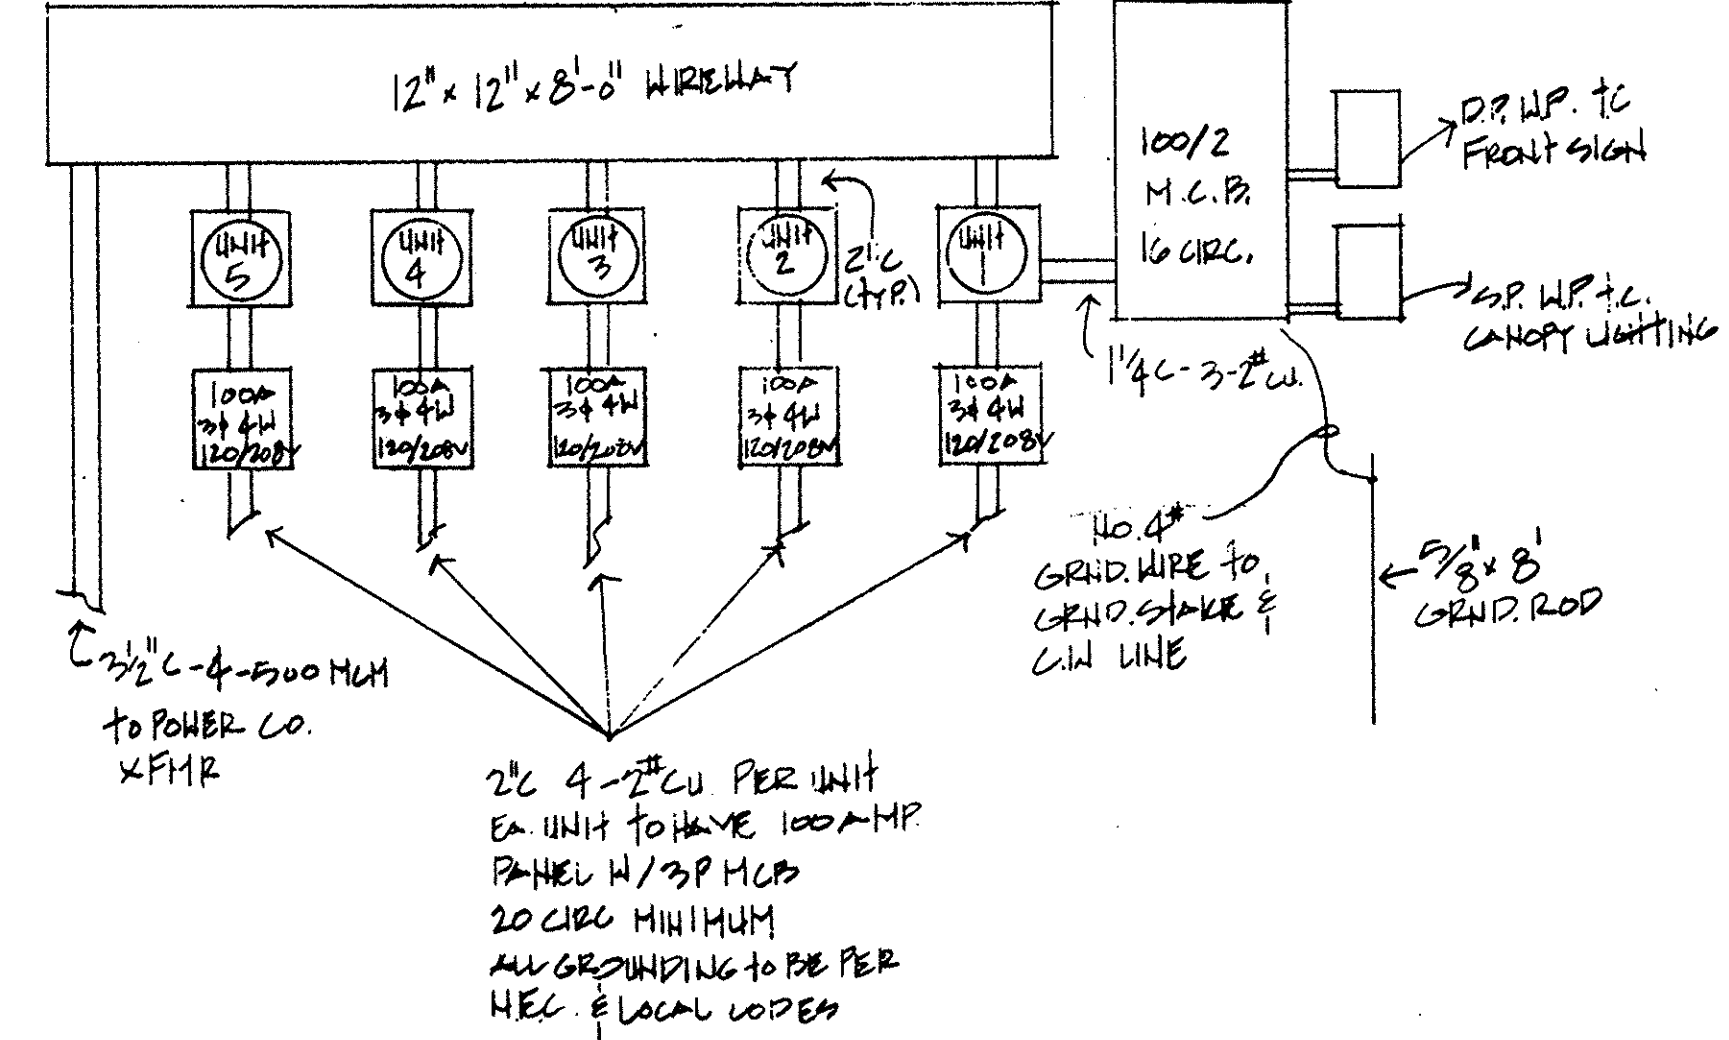 12" x 12" x 8'-0" WIREWAY
100/2
M.C.B.
16 CIRC.
D.P. W.P. T.C
FRONT SIGN
S.P. W.P. T.C.
CANOPY LIGHTING
UNIT
5
UNIT
4
UNIT
3
UNIT
2
UNIT
1
2"C
(TYP.)
1"1/4 C - 3 - 2# CU.
100A
3ϕ 4W
120/208V
100A
3ϕ 4W
120/208V
100A
3ϕ 4W
120/208V
100A
3ϕ 4W
120/208V
100A
3ϕ 4W
120/208V
NO. 4#
GRND. WIRE TO
GRND. STAKE &
C.W LINE
5/8" x 8'
GRND. ROD
3 1/2" C - 4 - 500 MCM
TO POWER CO.
XFMR
2"C 4 - 2# CU PER UNIT
EA. UNIT TO HAVE 100 AMP.
PANEL W/ 3P MCB
20 CIRC MINIMUM
ALL GROUNDING TO BE PER
N.E.C. & LOCAL CODES